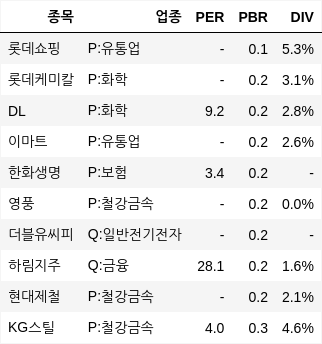 종목 업종 PER PBR DIV
롯데쇼핑 P:유통업 - 0.1 5.3%
롯데케미칼 P:화학 - 0.2 3.1%
DL P:화학 9.2 0.2 2.8%
이마트 P:유통업 - 0.2 2.6%
한화생명 P:보험 3.4 0.2 -
영풍 P:철강금속 - 0.2 0.0%
더블유씨피 Q:일반전기전자 - 0.2 -
하림지주 Q:금융 28.1 0.2 1.6%
현대제철 P:철강금속 - 0.2 2.1%
KG스틸 P:철강금속 4.0 0.3 4.6%